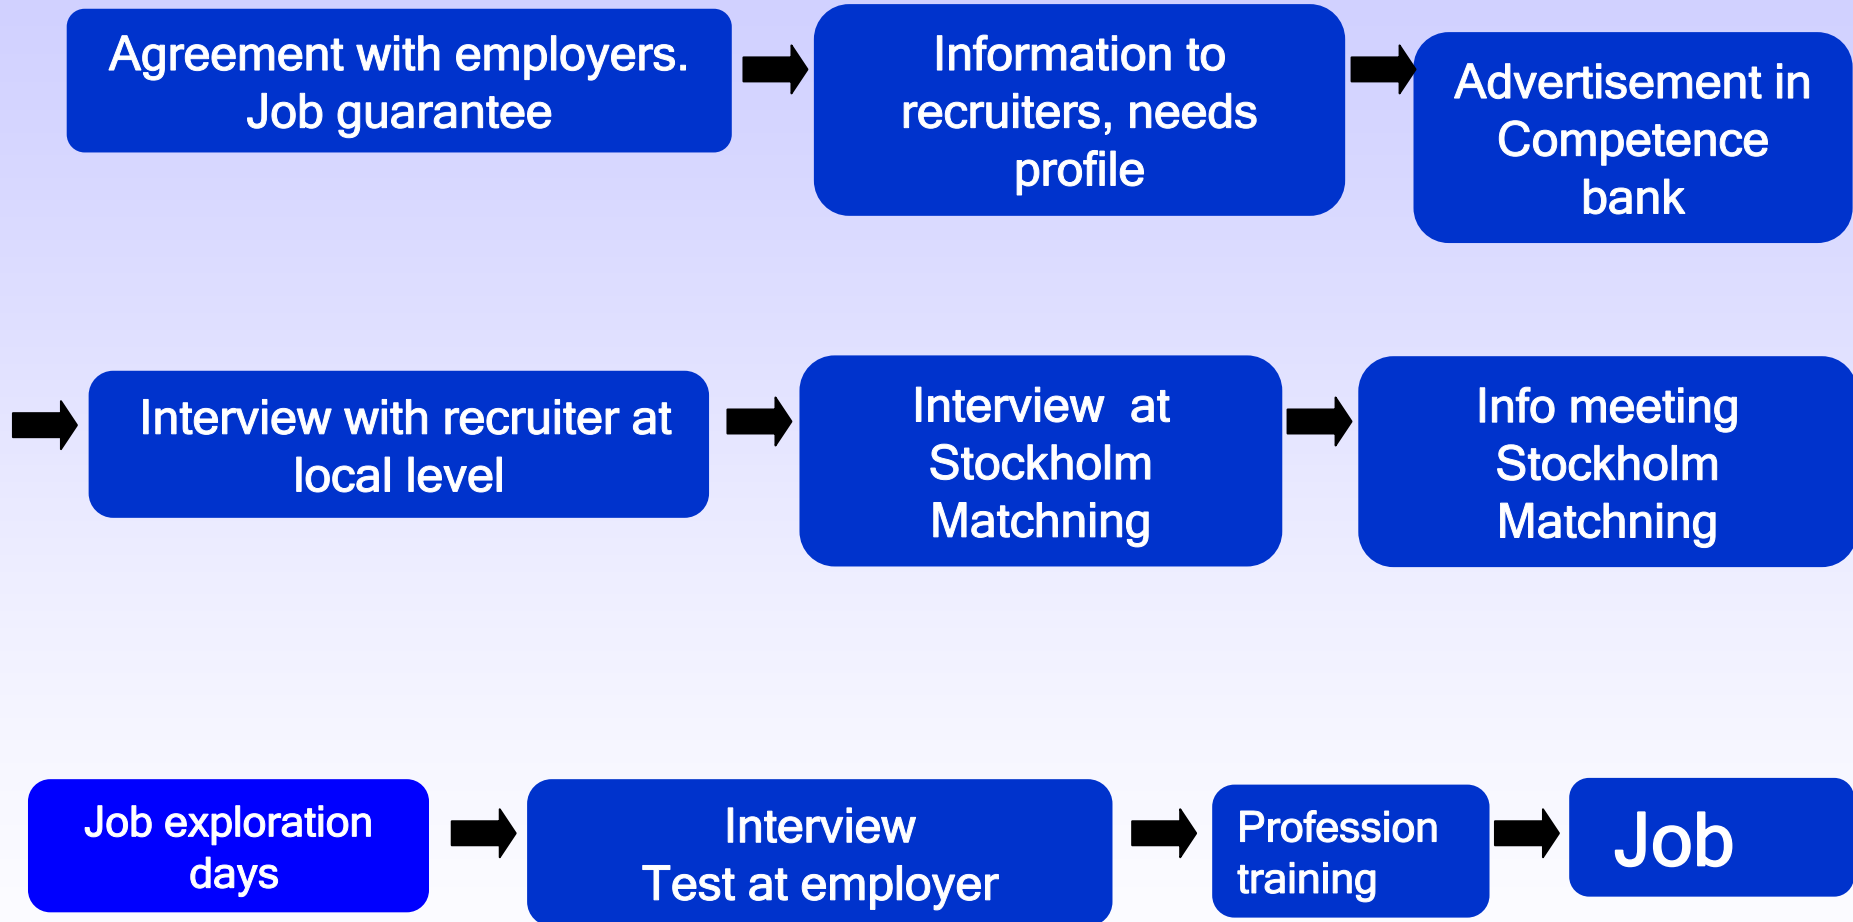 Agreement with employers.
Job guarantee
Information to
recruiters, needs
profile
Advertisement in
Competence
bank
Interview with recruiter at
local level
Interview at
Stockholm
Matchning
Info meeting
Stockholm
Matchning
Job exploration
days
Interview
Test at employer
Profession
training
Job